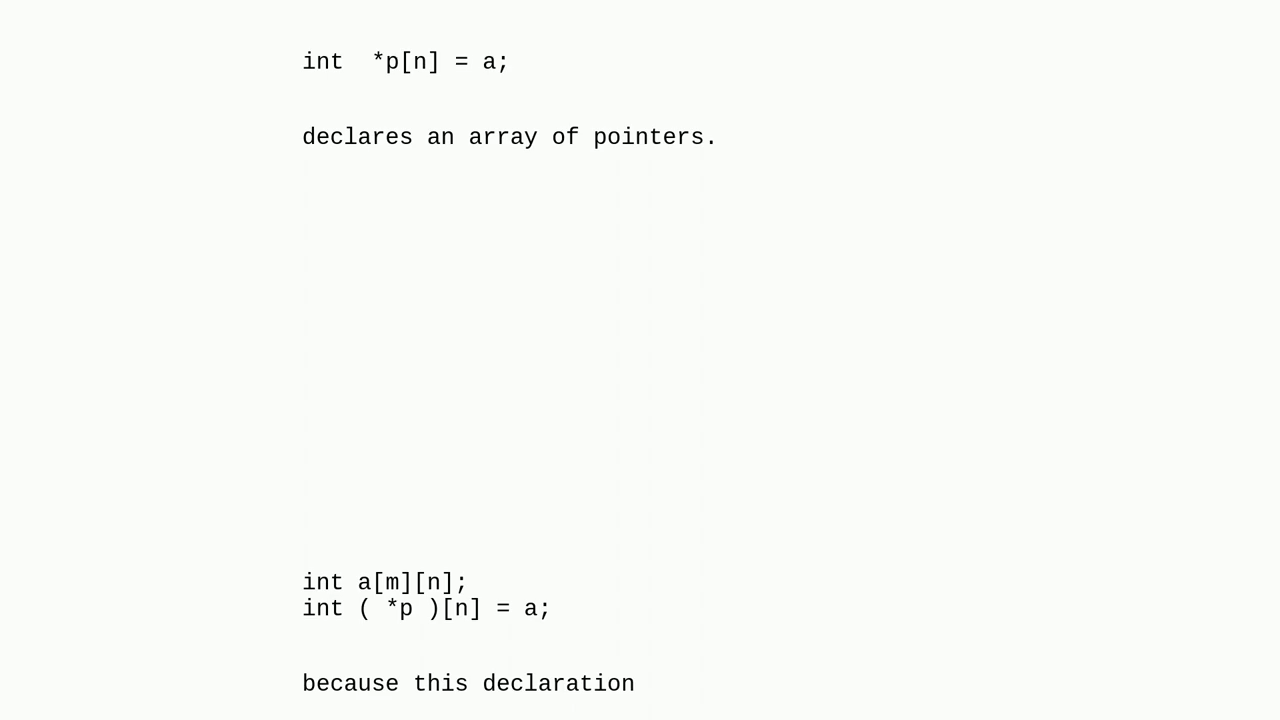 int  *p[n] = a;
declares an array of pointers.
int a[m][n];
int ( *p )[n] = a;
because this declaration